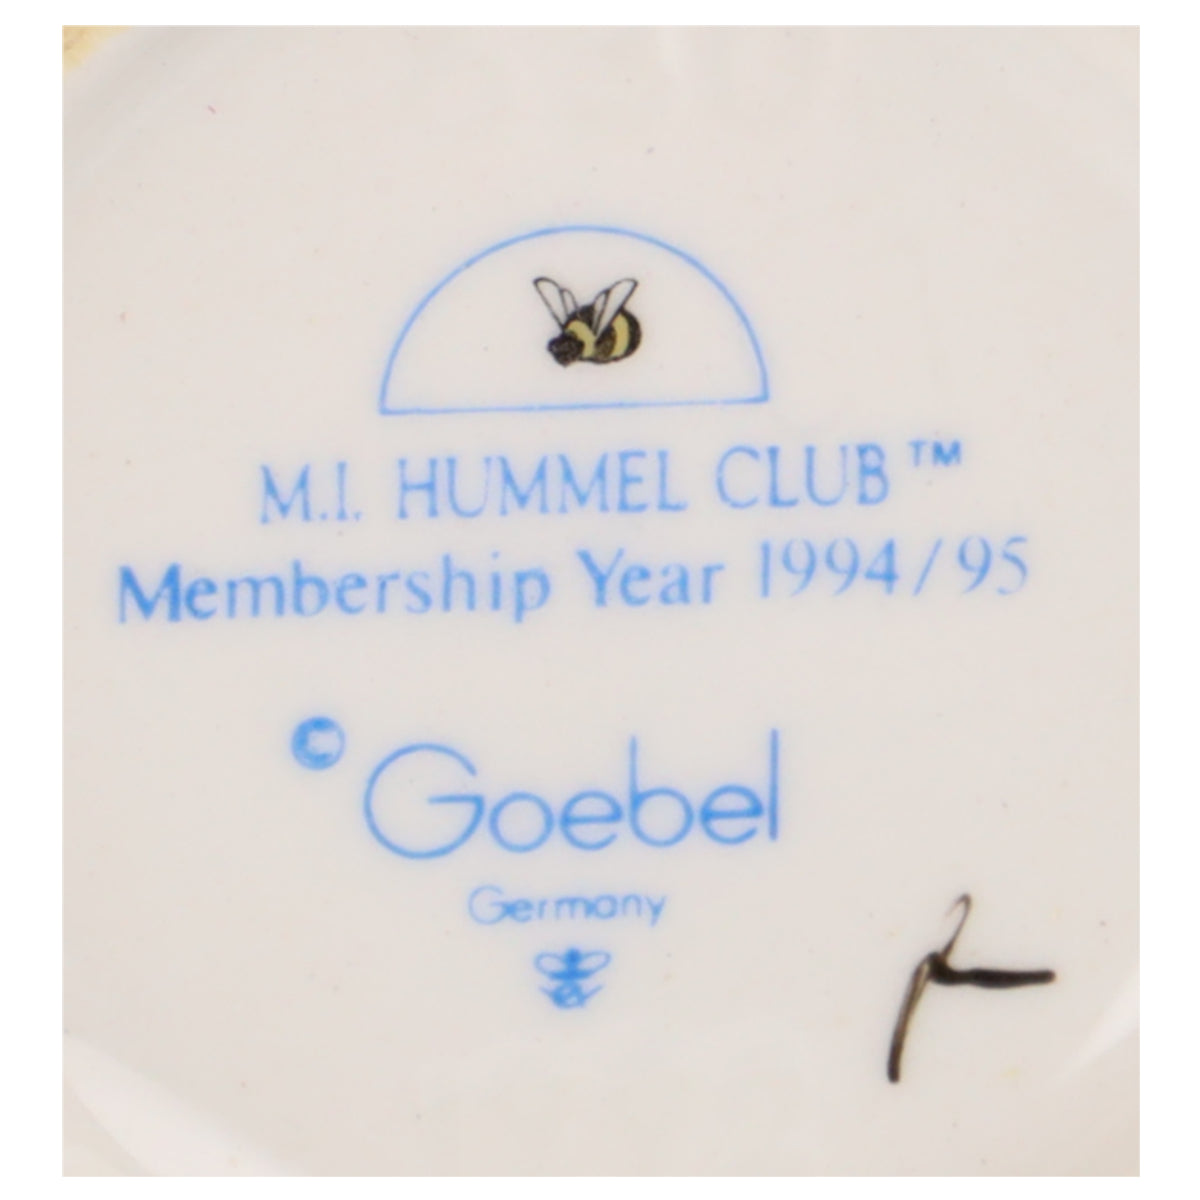 M.I. HUMMEL CLUB™
Membership Year 1994/95
© Goebel
Germany